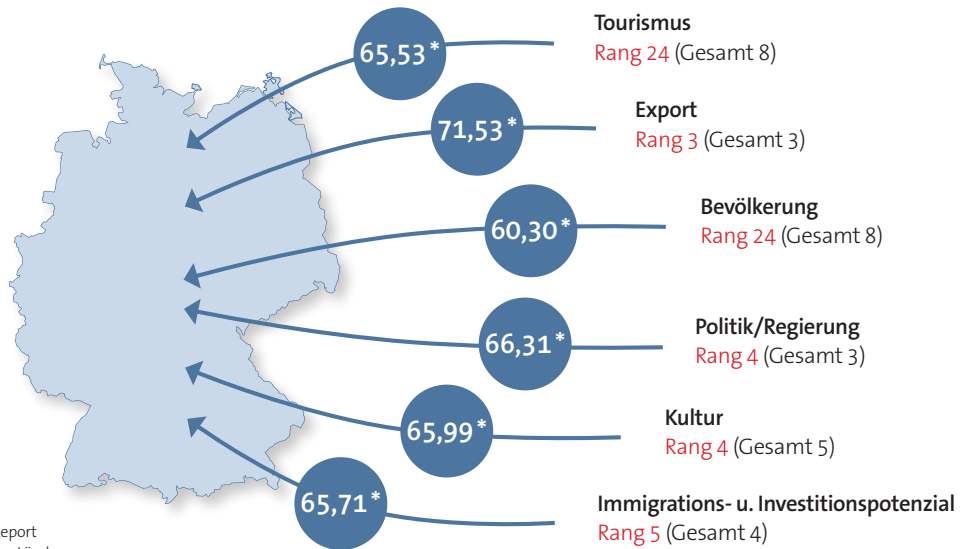 65,53*
Tourismus
Rang 24 (Gesamt 8)
71,53*
Export
Rang 3 (Gesamt 3)
60,30*
Bevölkerung
Rang 24 (Gesamt 8)
66,31*
Politik/Regierung
Rang 4 (Gesamt 3)
65,99*
Kultur
Rang 4 (Gesamt 5)
65,71*
Immigrations- u. Investitionspotenzial
Rang 5 (Gesamt 4)
eport